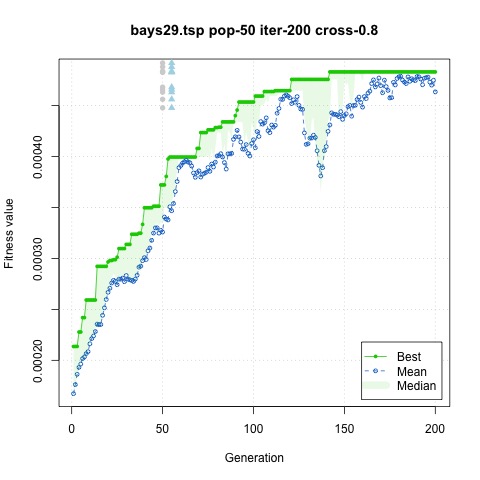 bays29.tsp pop-50 iter-200 cross-0.8
Fitness value
0.00040
0.00030
0.00020
Best
Mean
Median
0 50 100 150 200
Generation